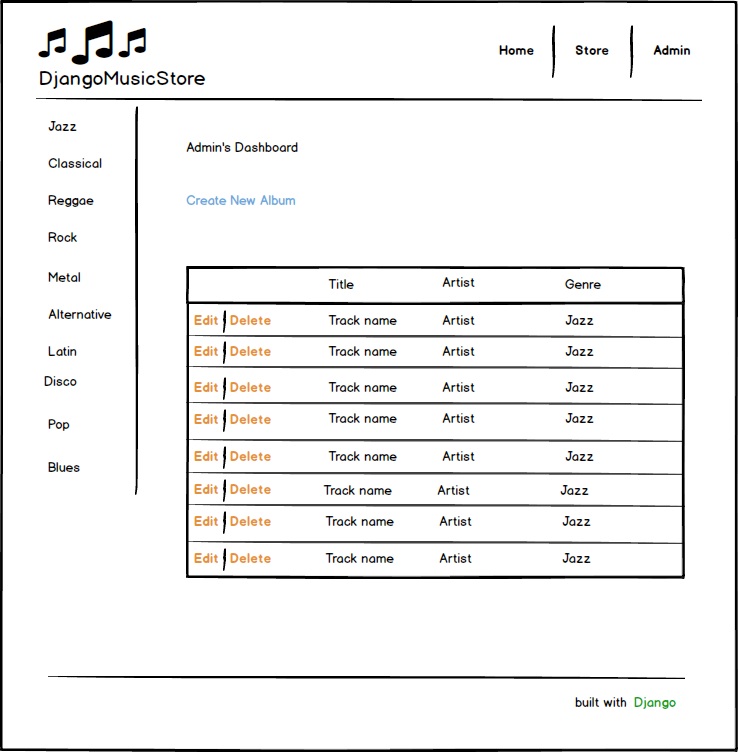 DjangoMusicStore
Home Store Admin
Jazz
Classical
Reggae
Rock
Metal
Alternative
Latin
Disco
Pop
Blues
Admin's Dashboard
Create New Album
Title Artist Genre
Edit Delete Track name Artist Jazz
Edit Delete Track name Artist Jazz
Edit Delete Track name Artist Jazz
Edit Delete Track name Artist Jazz
Edit Delete Track name Artist Jazz
Edit Delete Track name Artist Jazz
Edit Delete Track name Artist Jazz
Edit Delete Track name Artist Jazz
built with Django